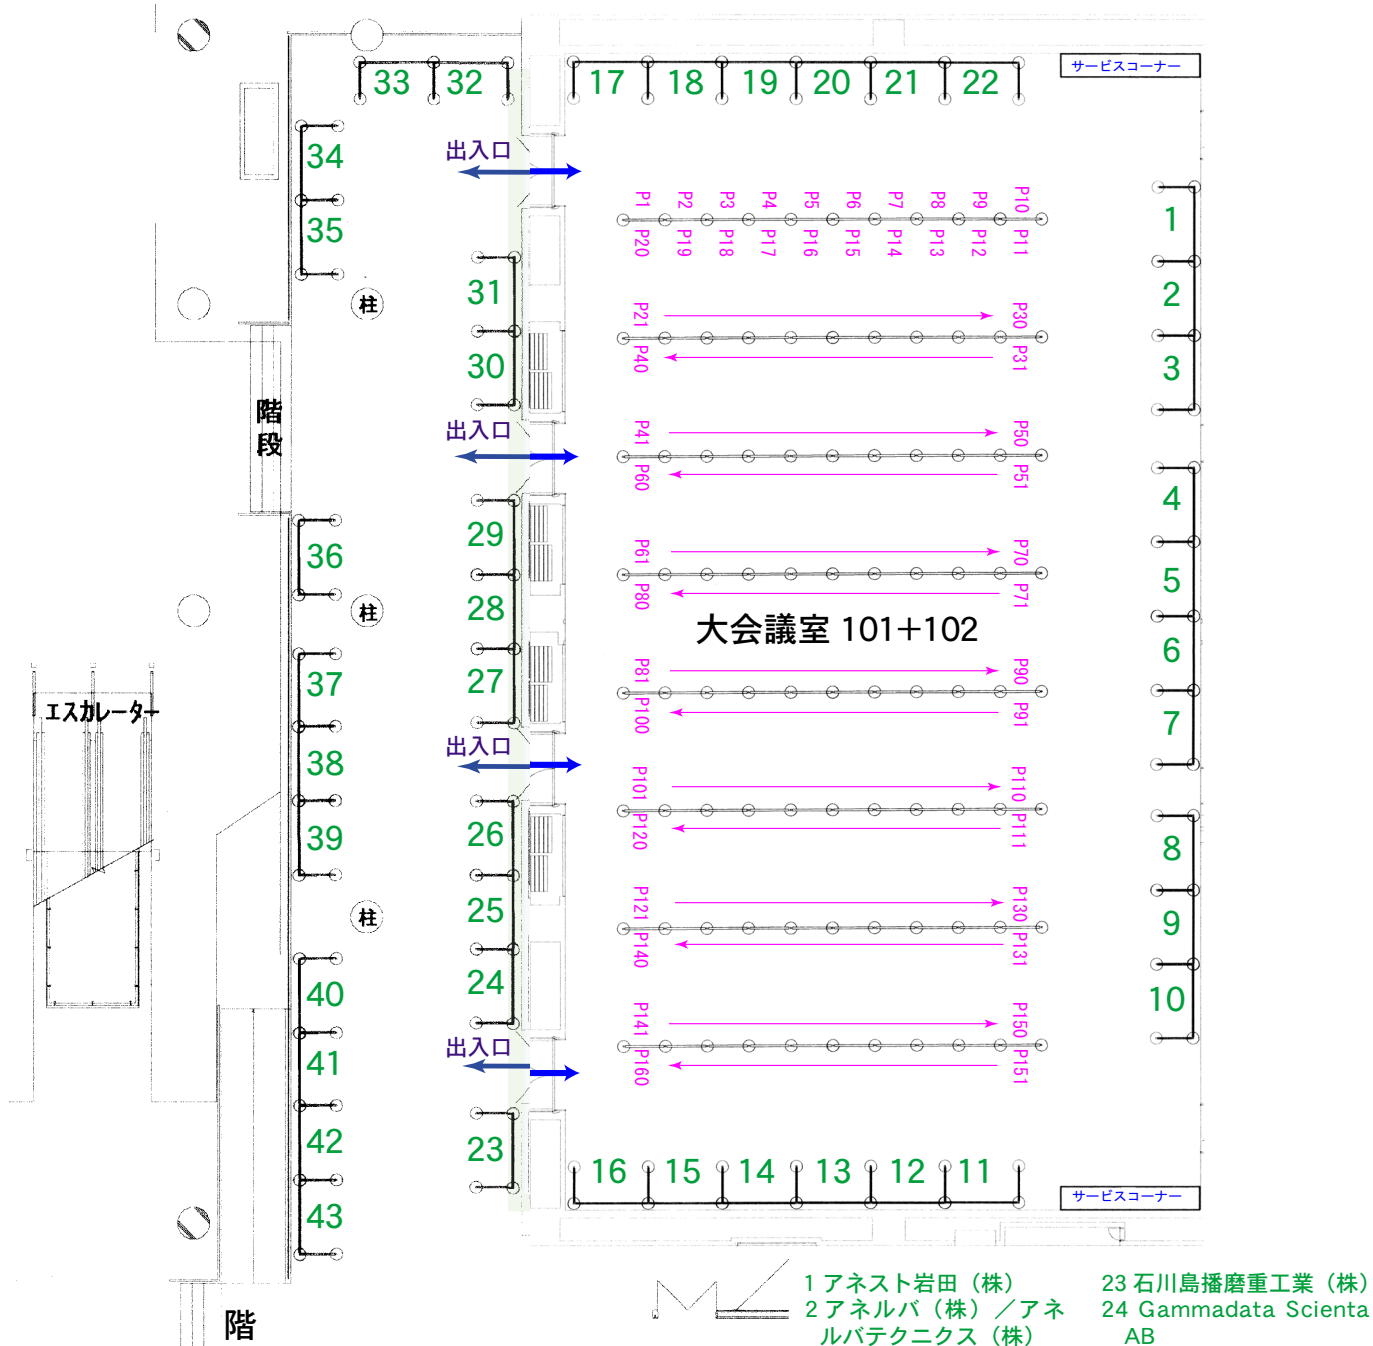 33 32 17 18 19 20 21 22 サービスコーナー
34
出入口
35
P1 P2 P3 P4 P5 P6 P7 P8 P9 P10
P20 P19 P18 P17 P16 P15 P14 P13 P12 P11
1
31
柱
2
P21 P30
30
P40 P31
3
階段
出入口
P41 P50
P60 P51
4
29
36
P61 P70
5
28
P80 P71
柱
大会議室 101+102
6
37
27
P81 P90
P100 P91
7
エスカレーター
出入口
38
P101 P110
26
39
P120 P111
8
25
P121 P130
9
柱
P140 P131
24
40
10
P141 P150
出入口
41
P160 P151
42
23
16 15 14 13 12 11
サービスコーナー
43
階
1 アネスト岩田（株）
2 アネルバ（株）／アネ
ルバテクニクス（株）
23 石川島播磨重工業（株）
24 Gammadata Scienta
AB